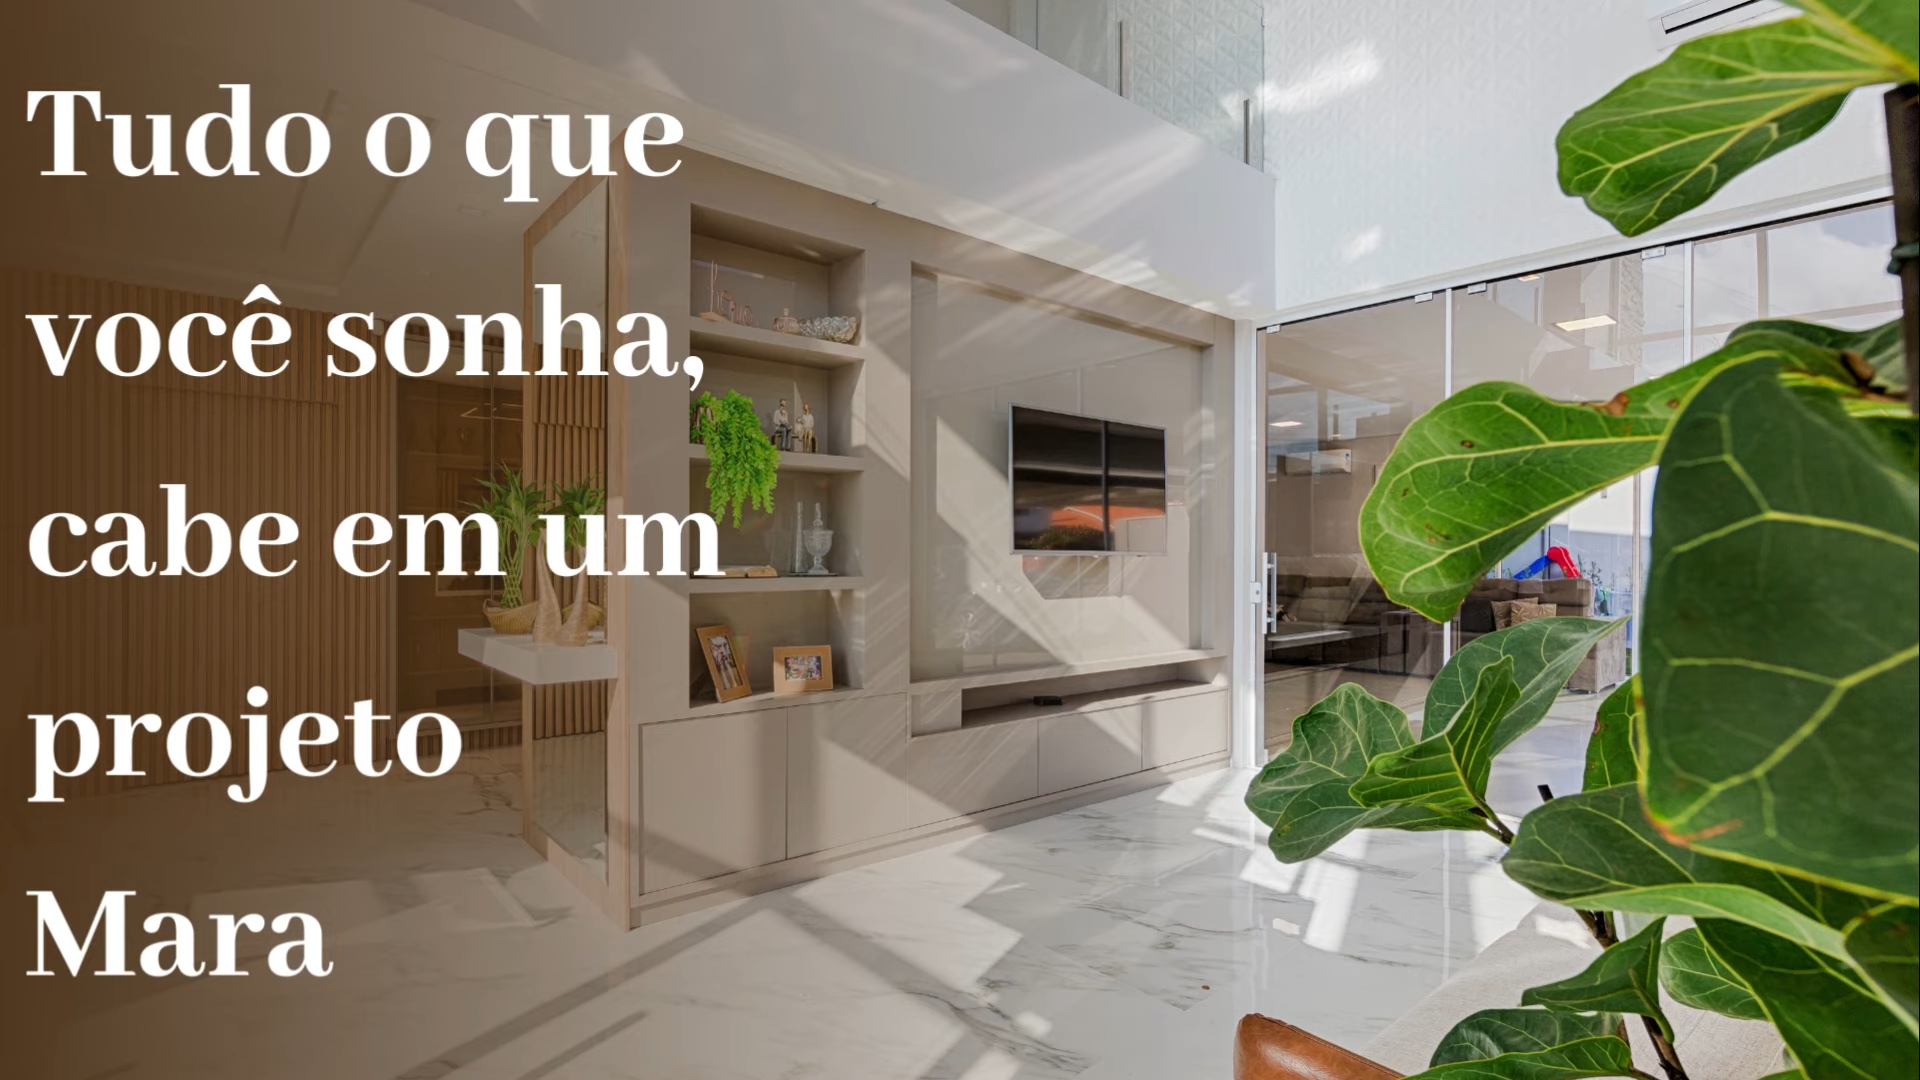 Tudo o que
você sonha,
cabe em um
projeto
Mara